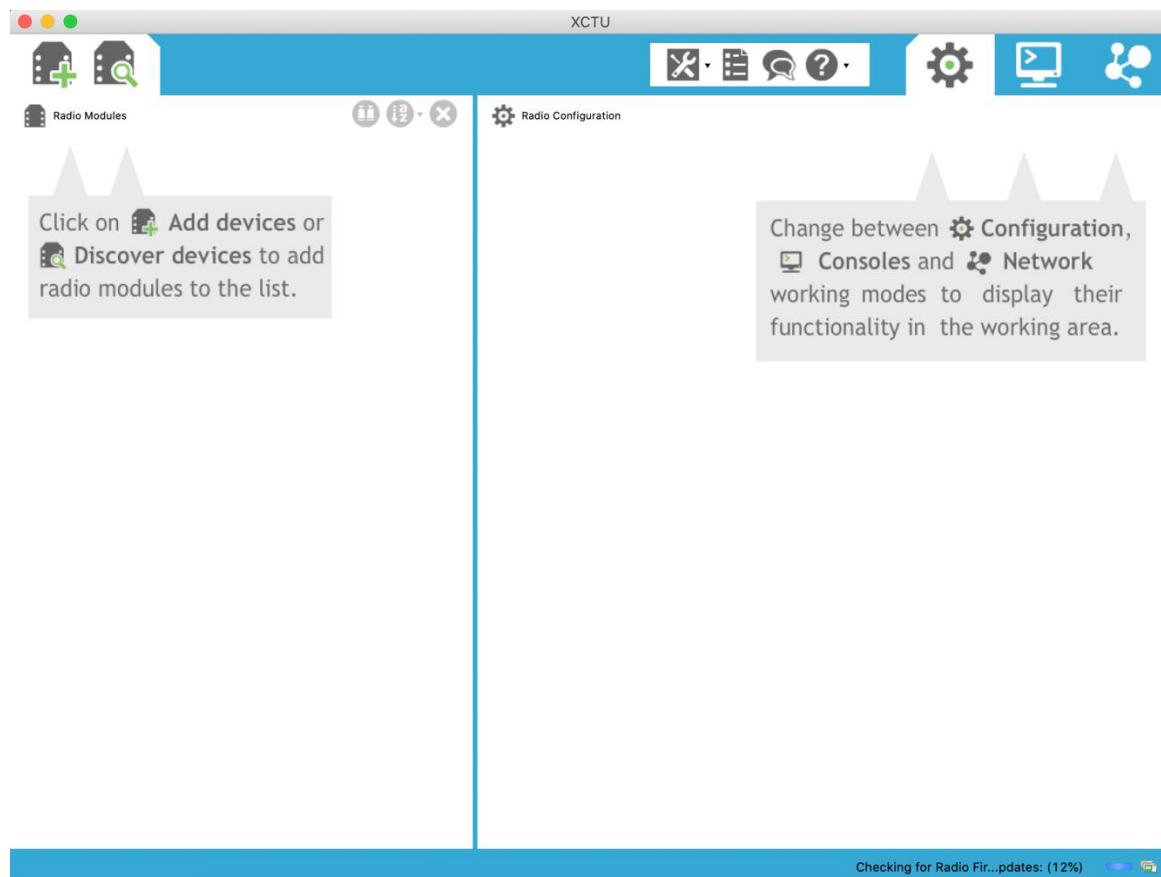 XCTU
Radio Modules
Radio Configuration
Click on Add devices or
Discover devices to add
radio modules to the list.
Change between Configuration,
Consoles and Network
working modes to display their
functionality in the working area.
Checking for Radio Fir...pdates: (12%)